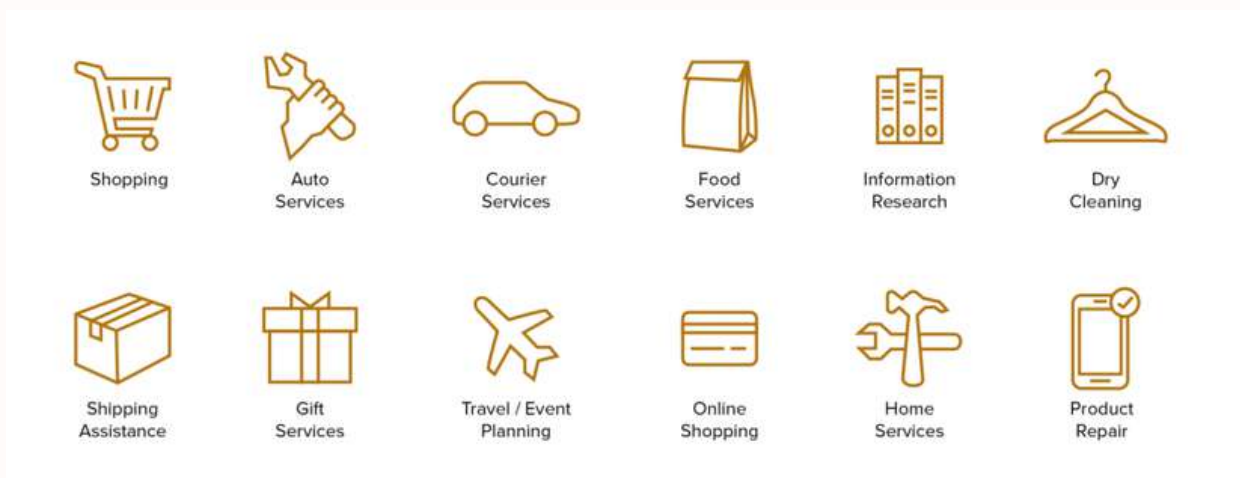 Shopping
Auto
Services
Courier
Services
Food
Services
Information
Research
Dry
Cleaning
Shipping
Assistance
Gift
Services
Travel / Event
Planning
Online
Shopping
Home
Services
Product
Repair